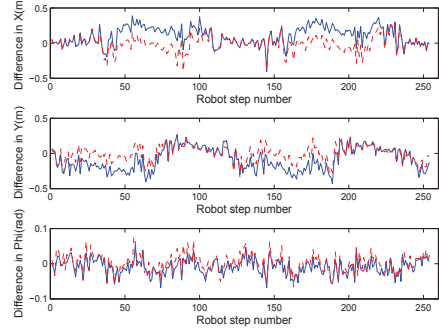 Difference in X(m)
0.5
0
−0.5
0 50 100 150 200 250
Robot step number
Difference in Y(m)
0.5
0
−0.5
0 50 100 150 200 250
Robot step number
Difference in Phi(rad)
0.1
0
−0.1
0 50 100 150 200 250
Robot step number